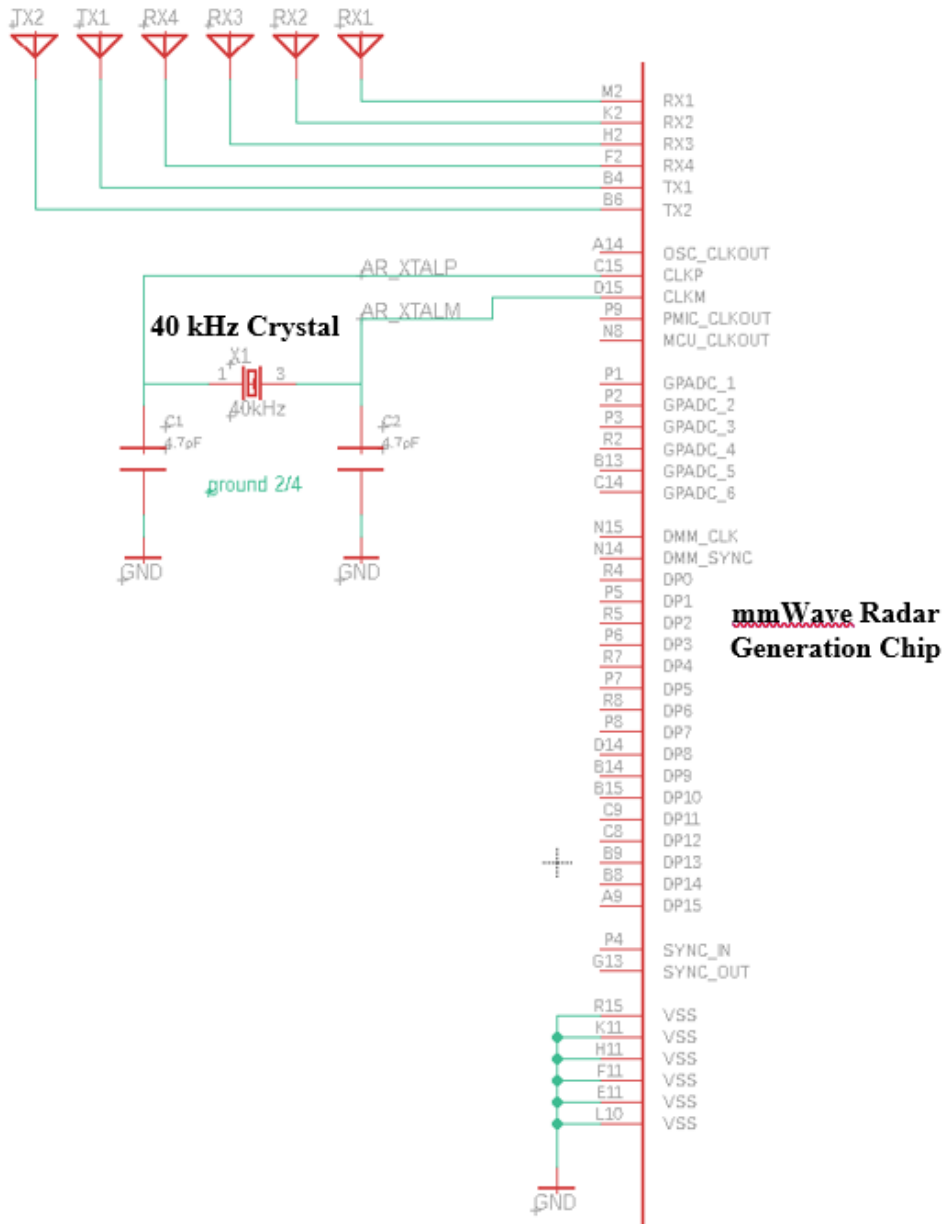 TX2 TX1 RX4 RX3 RX2 RX1
M2 RX1
K2 RX2
H2 RX3
F2 RX4
B4 TX1
B6 TX2
A14 OSC_CLKOUT
AR_XTALP C15 CLKP
D15 CLKM
AR_XTALM P9 PMIC_CLKOUT
40 kHz Crystal N8 MCU_CLKOUT
X1
1 3 P1 GPADC_1
40kHz P2 GPADC_2
C1 C2 P3 GPADC_3
4.7pF 4.7pF R2 GPADC_4
B13 GPADC_5
ground 2/4 C14 GPADC_6
N15 DMM_CLK
N14 DMM_SYNC
GND GND R4 DP0
P5 DP1
R5 DP2
P6 DP3
R7 DP4
P7 DP5
R8 DP6
P8 DP7
D14 DP8
B14 DP9
B15 DP10
C9 DP11
C8 DP12
B9 DP13
B8 DP14
A9 DP15
mmWave Radar
Generation Chip
P4 SYNC_IN
G13 SYNC_OUT
R15 VSS
K11 VSS
H11 VSS
F11 VSS
E11 VSS
L10 VSS
GND